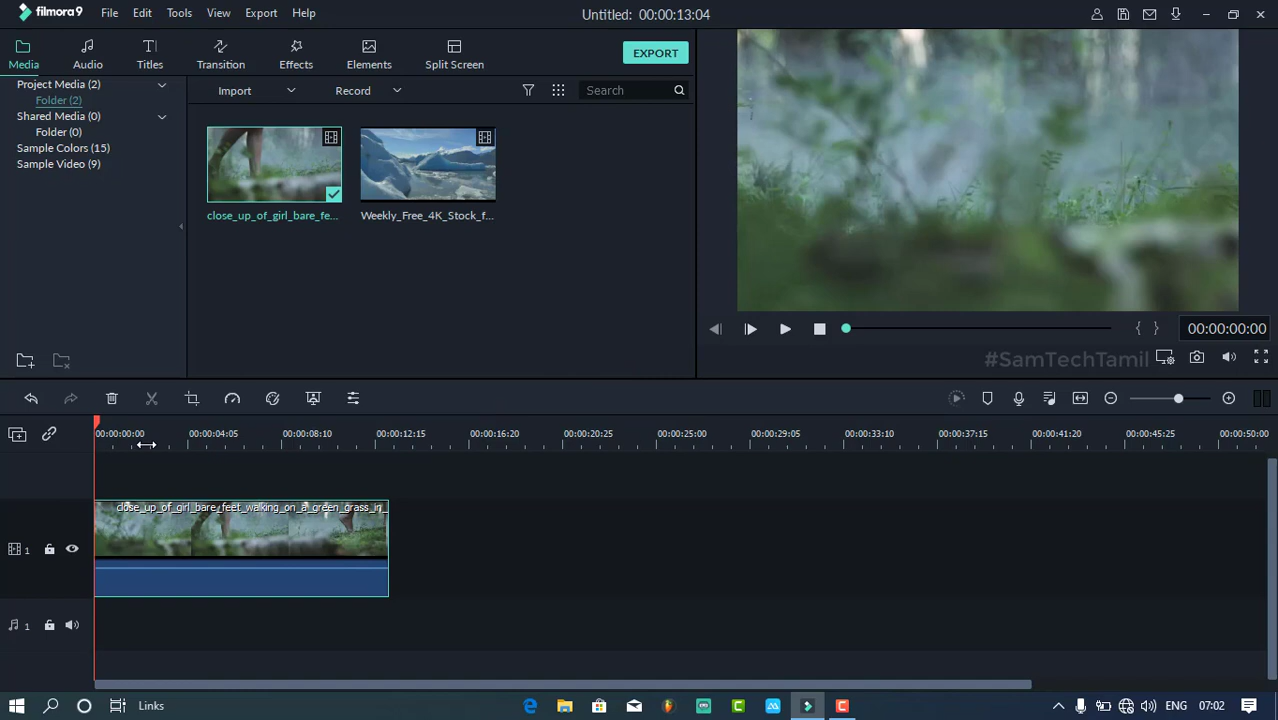 filmora9 File Edit Tools View Export Help Untitled: 00:00:13:04
Media Audio Titles Transition Effects Elements Split Screen EXPORT
Project Media (2)
Folder (2)
Shared Media (0)
Folder (0)
Sample Colors (15)
Sample Video (9)
Import Record Search
close_up_of_girl_bare_fe... Weekly_Free_4K_Stock_f...
00:00:00:00
#SamTechTamil
00:00:00:00 00:00:04:05 00:00:08:10 00:00:12:15 00:00:16:20 00:00:20:25 00:00:25:00 00:00:29:05 00:00:33:10 00:00:37:15 00:00:41:20 00:00:45:25 00:00:50:00
close_up_of_girl_bare_feet_walking_on_a_green_grass_in_
1
1
Links ENG 07:02